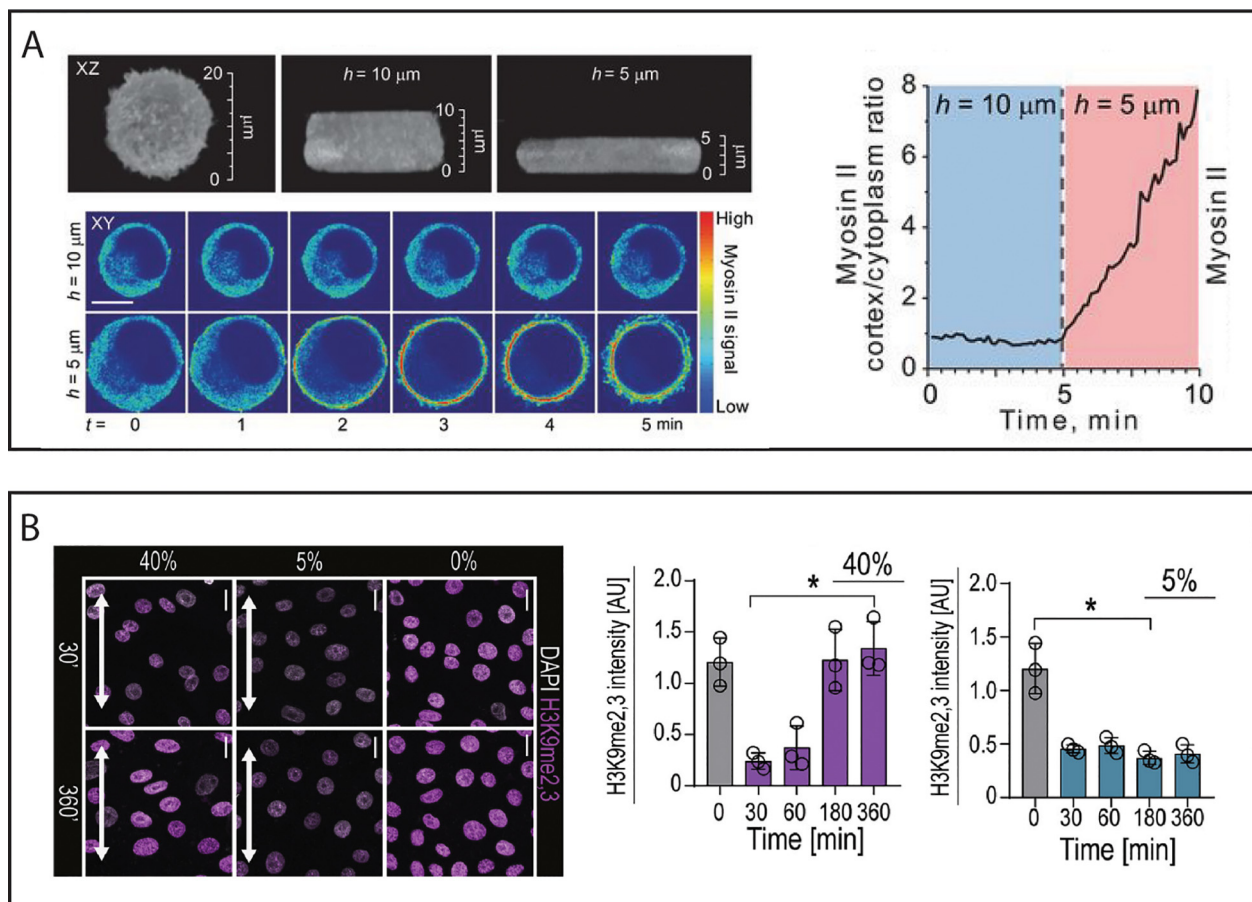 A
XZ
20
μm
0
h = 10 μm
10
μm
0
h = 5 μm
5
μm
0
XY
h = 10 μm
h = 5 μm
High
Myosin II signal
Low
t = 0 1 2 3 4 5 min
Myosin II
cortex/cytoplasm ratio
8
6
4
2
0
h = 10 μm
h = 5 μm
0 5 10
Time, min
Myosin II
B
40% 5% 0%
30'
360'
DAPI H3K9me2,3
H3K9me2,3 intensity [AU]
2.0
1.5
1.0
0.5
0
*
40%
0 30 60 180 360
Time [min]
H3K9me2,3 intensity [AU]
2.0
1.5
1.0
0.5
0.0
*
5%
0 30 60 180 360
Time [min]